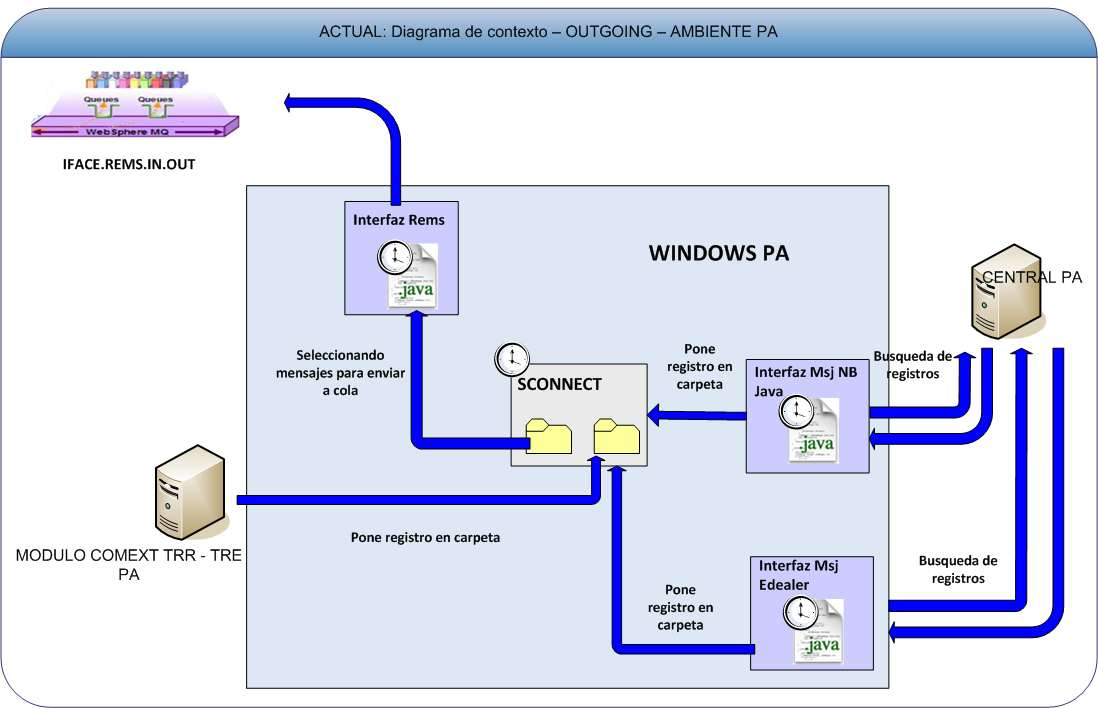 ACTUAL: Diagrama de contexto – OUTGOING – AMBIENTE PA
Queues Queues
WebSphere MQ
IFACE.REMS.IN.OUT
Interfaz Rems
.java
WINDOWS PA
CENTRAL PA
Seleccionando
mensajes para enviar
a cola
SCONNECT
Pone
registro en
carpeta
Interfaz Msj NB
Java
.java
Busqueda de
registros
MODULO COMEXT TRR - TRE
PA
Pone registro en carpeta
Pone
registro en
carpeta
Interfaz Msj
Edealer
.java
Busqueda de
registros